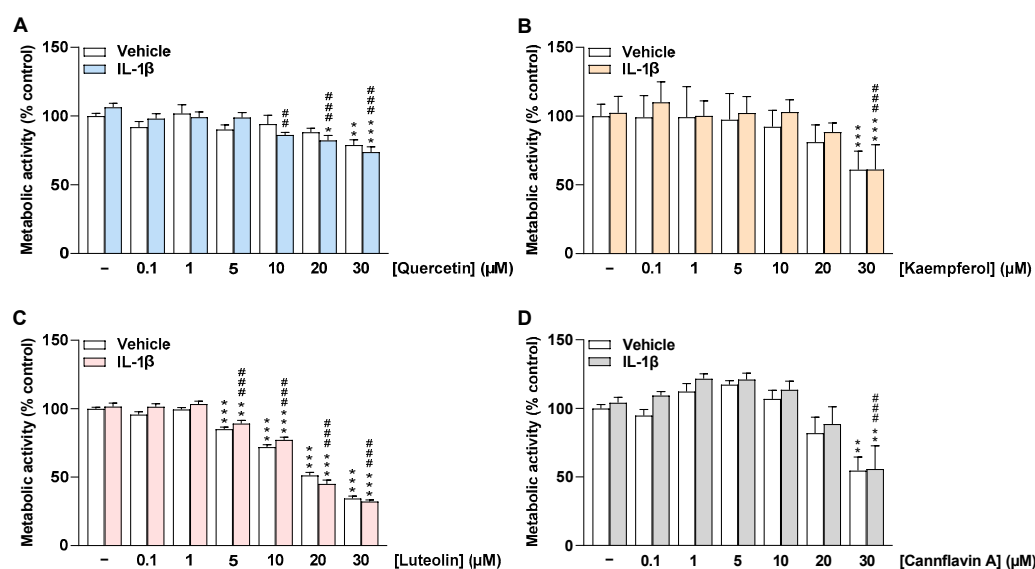 A
Metabolic activity (% control)
150
100
50
0
Vehicle
IL-1β
##
###*
**
###***
– 0.1 1 5 10 20 30 [Quercetin] (µM)
B
Metabolic activity (% control)
150
100
50
0
Vehicle
IL-1β
***
###***
– 0.1 1 5 10 20 30 [Kaempferol] (µM)
C
Metabolic activity (% control)
150
100
50
0
Vehicle
IL-1β
***
###**
***
###***
***
###***
***
###***
– 0.1 1 5 10 20 30 [Luteolin] (µM)
D
Metabolic activity (% control)
150
100
50
0
Vehicle
IL-1β
**
###**
– 0.1 1 5 10 20 30 [Cannflavin A] (µM)